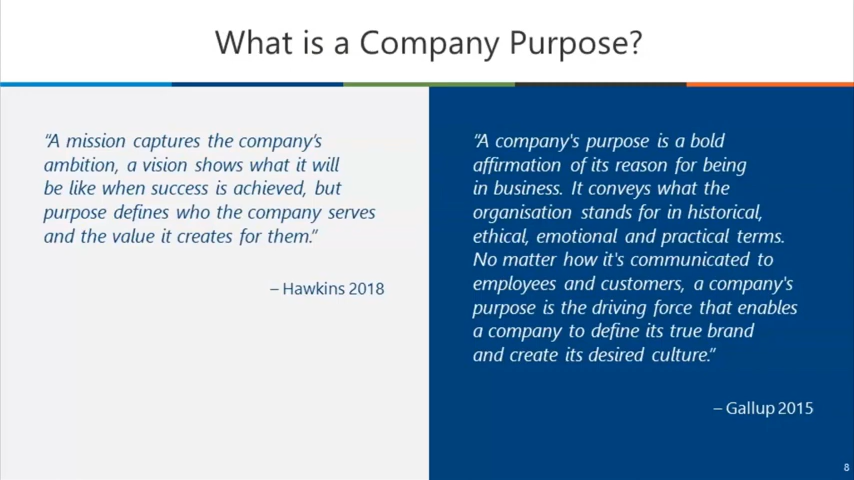 What is a Company Purpose?
“A mission captures the company’s
ambition, a vision shows what it will
be like when success is achieved, but
purpose defines who the company serves
and the value it creates for them.”
– Hawkins 2018
“A company's purpose is a bold
affirmation of its reason for being
in business. It conveys what the
organisation stands for in historical,
ethical, emotional and practical terms.
No matter how it's communicated to
employees and customers, a company's
purpose is the driving force that enables
a company to define its true brand
and create its desired culture.”
– Gallup 2015
8